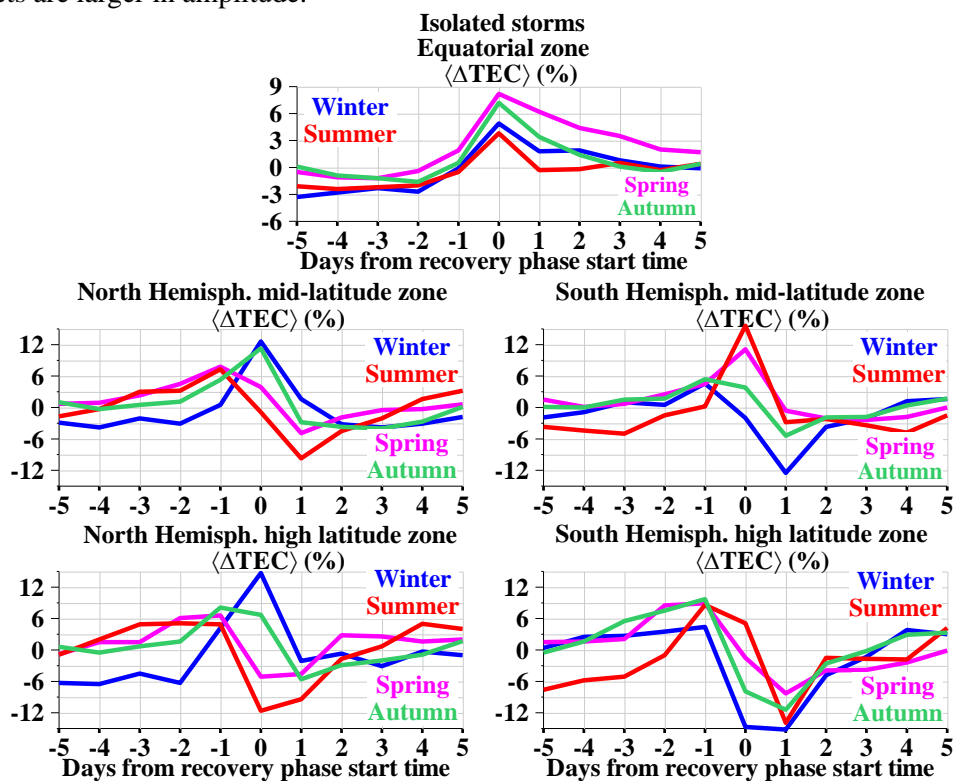 ets are larger in amplitude.
Isolated storms
Equatorial zone
⟨ΔTEC⟩ (%)
9
6
3
0
-3
-6
Winter
Summer
Spring
Autumn
-5 -4 -3 -2 -1 0 1 2 3 4 5
Days from recovery phase start time
North Hemisph. mid-latitude zone
⟨ΔTEC⟩ (%)
12
6
0
-6
-12
Winter
Summer
Spring
Autumn
-5 -4 -3 -2 -1 0 1 2 3 4 5
South Hemisph. mid-latitude zone
⟨ΔTEC⟩ (%)
12
6
0
-6
-12
Winter
Summer
Spring
Autumn
-5 -4 -3 -2 -1 0 1 2 3 4 5
North Hemisph. high latitude zone
⟨ΔTEC⟩ (%)
12
6
0
-6
-12
Winter
Summer
Spring
Autumn
-5 -4 -3 -2 -1 0 1 2 3 4 5
Days from recovery phase start time
South Hemisph. high latitude zone
⟨ΔTEC⟩ (%)
12
6
0
-6
-12
Winter
Summer
Spring
Autumn
-5 -4 -3 -2 -1 0 1 2 3 4 5
Days from recovery phase start time